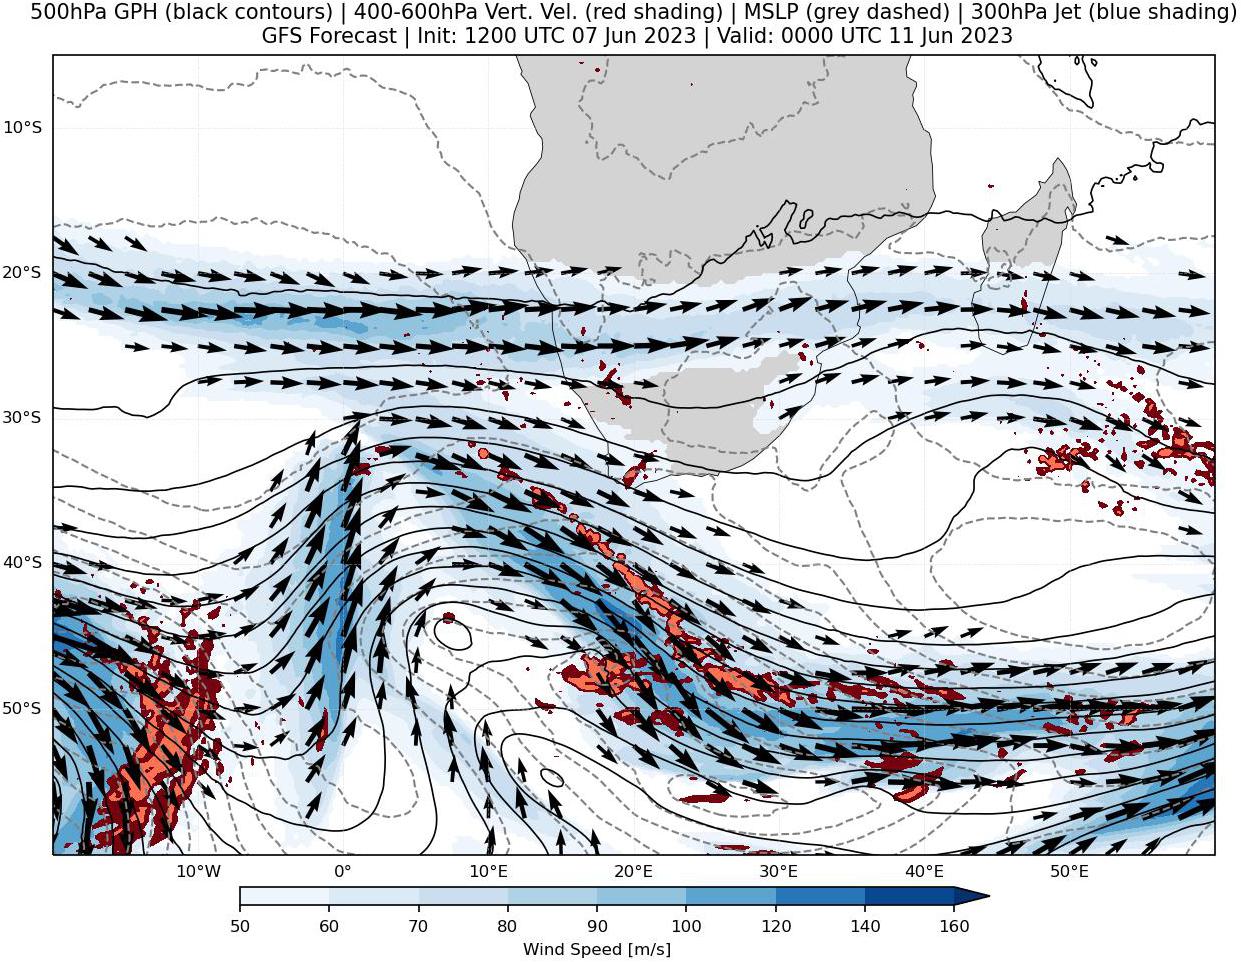 500hPa GPH (black contours) | 400-600hPa Vert. Vel. (red shading) | MSLP (grey dashed) | 300hPa Jet (blue shading)
GFS Forecast | Init: 1200 UTC 07 Jun 2023 | Valid: 0000 UTC 11 Jun 2023
10°S
20°S
30°S
40°S
50°S
10°W 0° 10°E 20°E 30°E 40°E 50°E
50 60 70 80 90 100 120 140 160
Wind Speed [m/s]